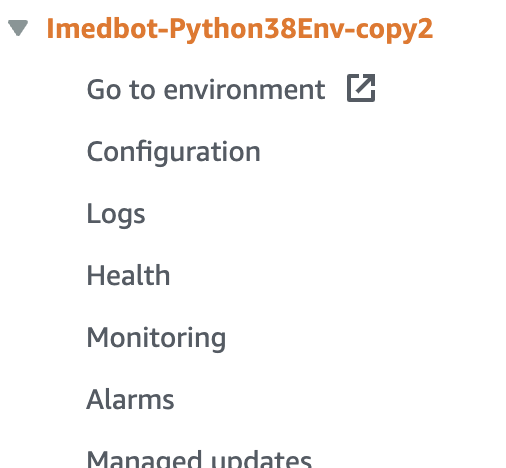 Imedbot-Python38Env-copy2
Go to environment
Configuration
Logs
Health
Monitoring
Alarms
Managed updates